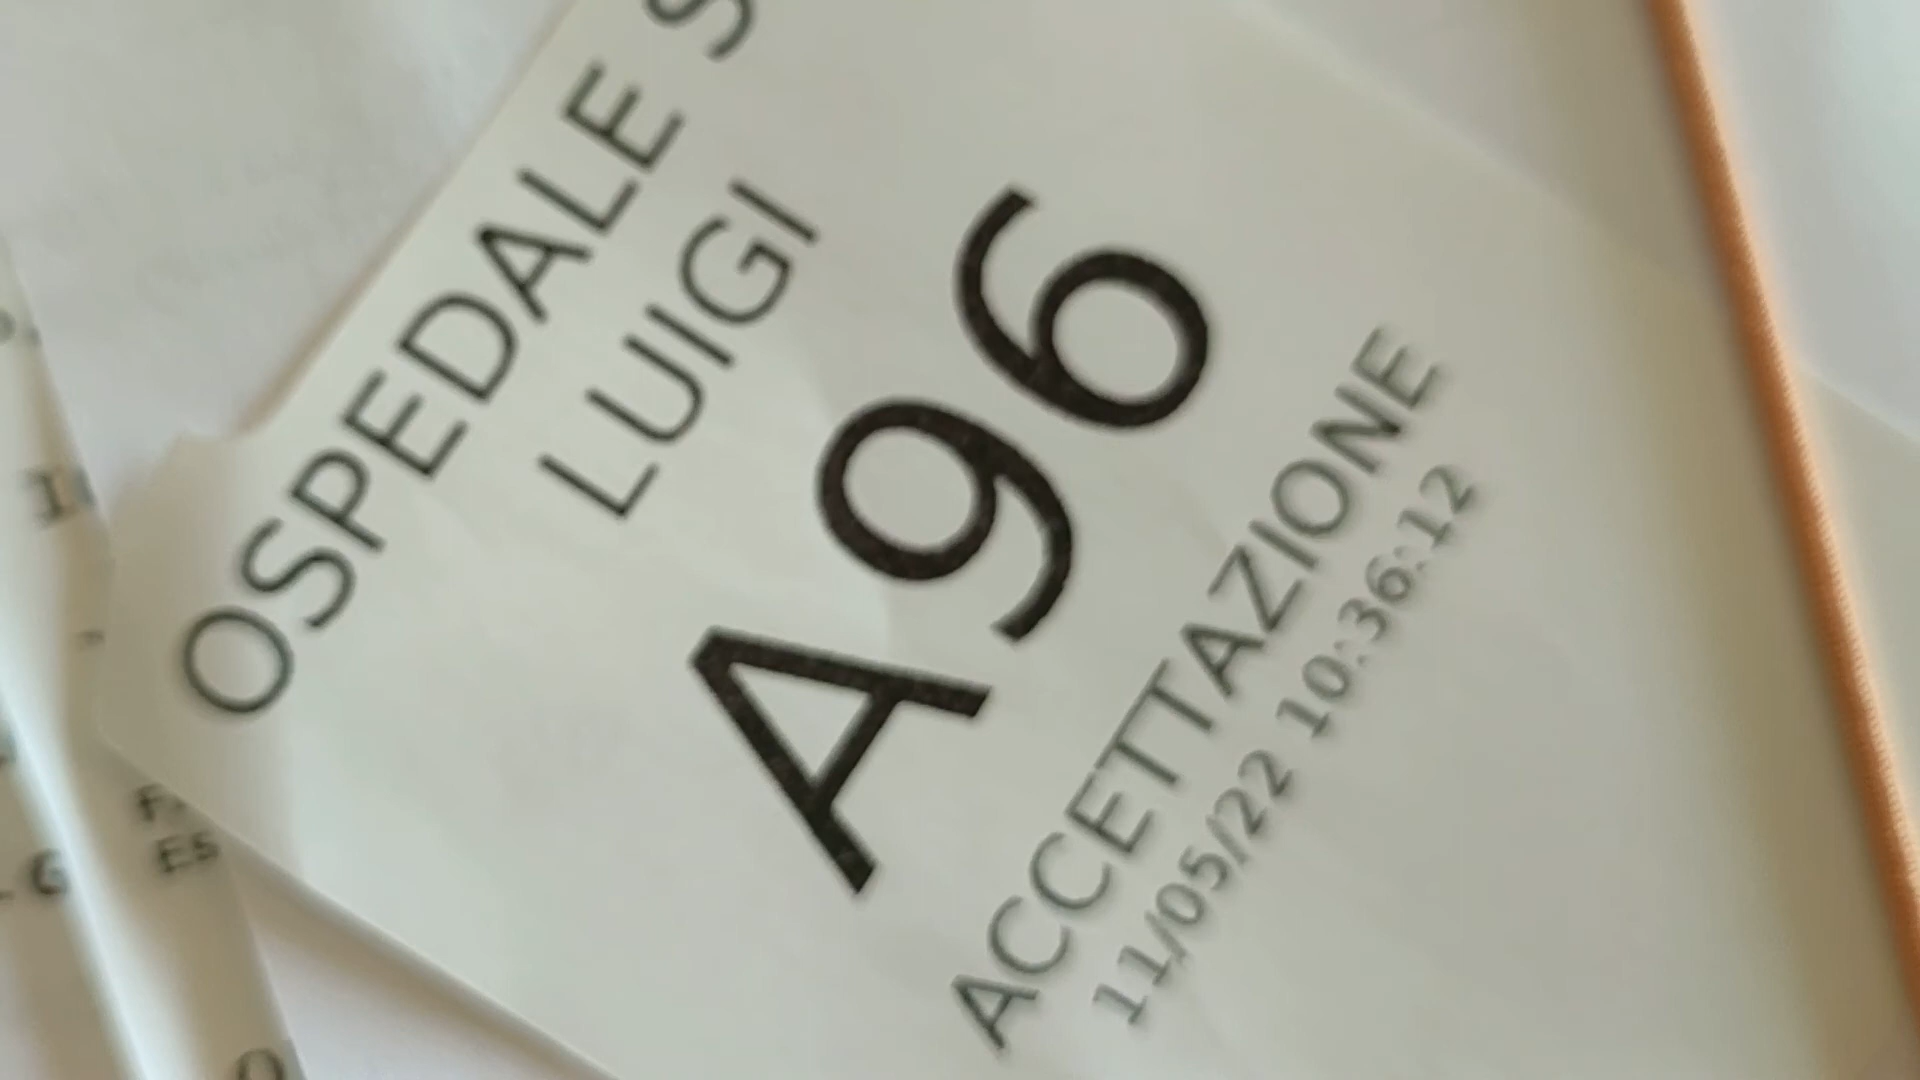 OSPEDALE S
LUIGI
A96
ACCETTAZIONE
11/05/22 10:36:12